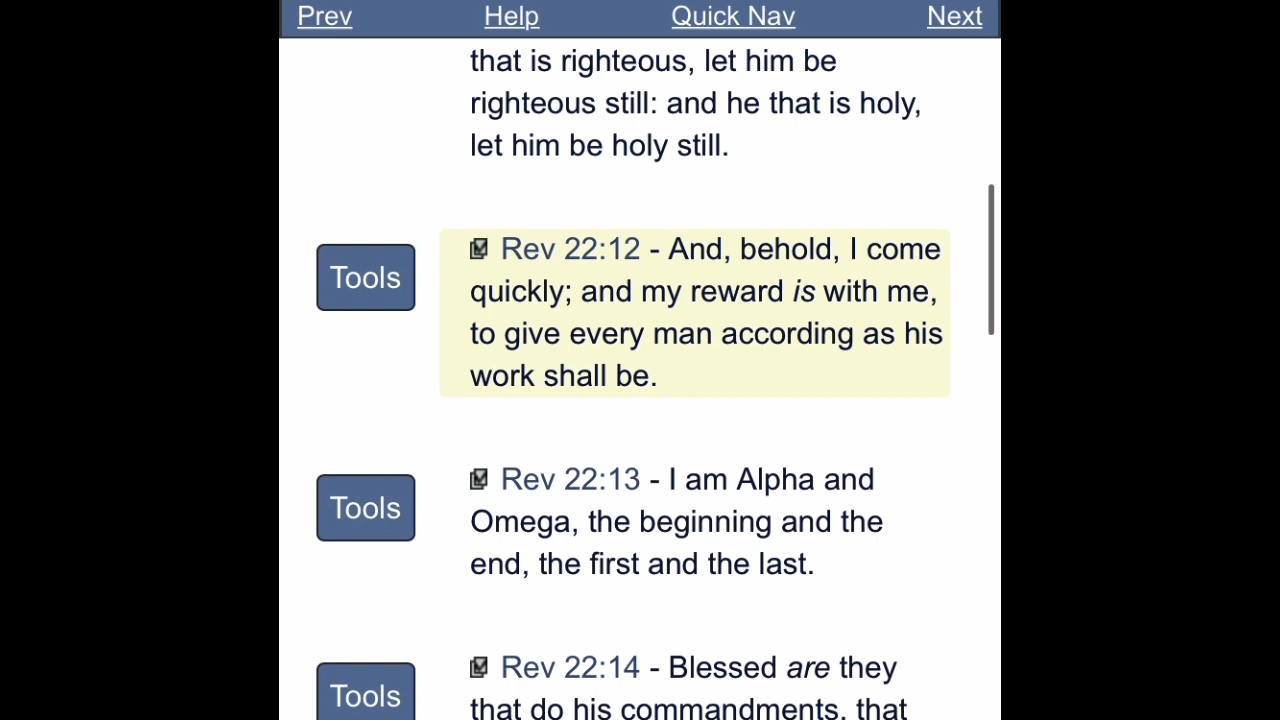 Prev Help Quick Nav Next
that is righteous, let him be
righteous still: and he that is holy,
let him be holy still.
Tools
Rev 22:12 - And, behold, I come
quickly; and my reward is with me,
to give every man according as his
work shall be.
Tools
Rev 22:13 - I am Alpha and
Omega, the beginning and the
end, the first and the last.
Tools
Rev 22:14 - Blessed are they
that do his commandments, that